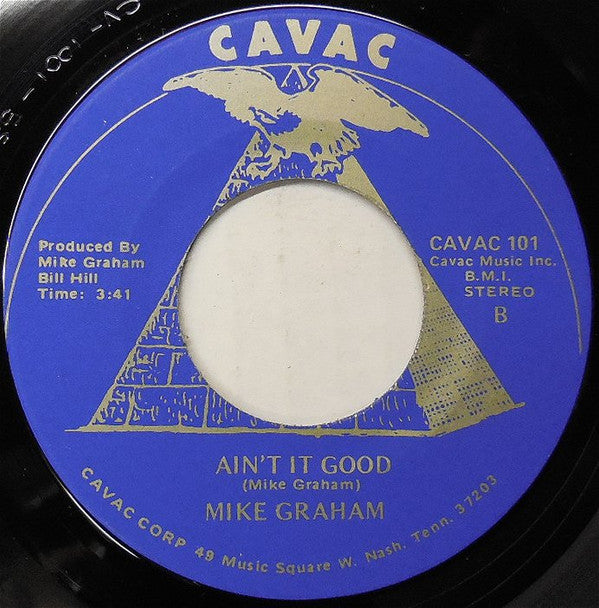 CAVAC
Produced By
Mike Graham
Bill Hill
Time: 3:41
CAVAC 101
Cavac Music Inc.
B.M.I.
STEREO
B
AIN'T IT GOOD
(Mike Graham)
MIKE GRAHAM
CAVAC CORP 49 Music Square W. Nash. Tenn. 37203